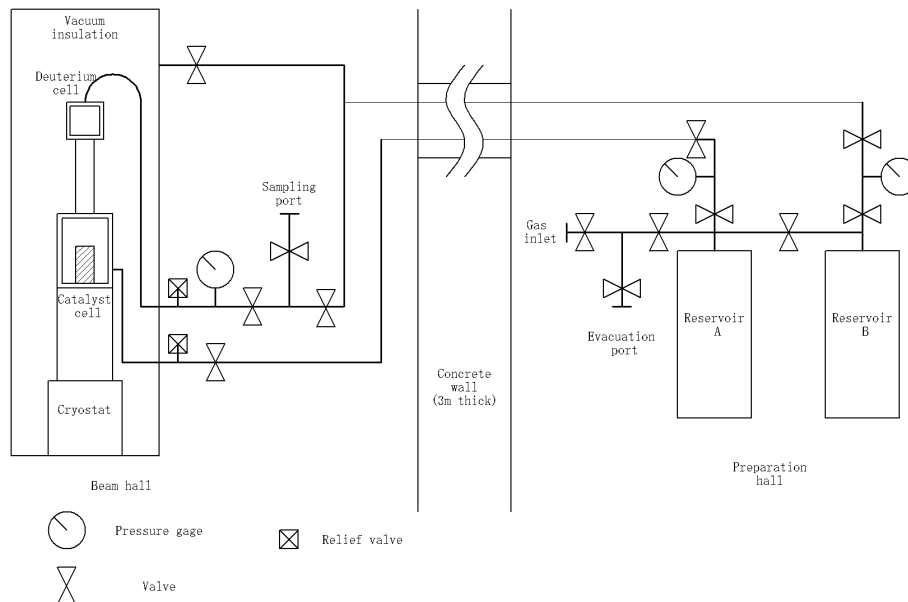 Vacuum
insulation
Deuterium
cell
Sampling
port
Gas
inlet
Catalyst
cell
Reservoir
A
Reservoir
B
Evacuation
port
Concrete
wall
(3m thick)
Cryostat
Preparation
hall
Beam hall
Pressure gage
Relief valve
Valve